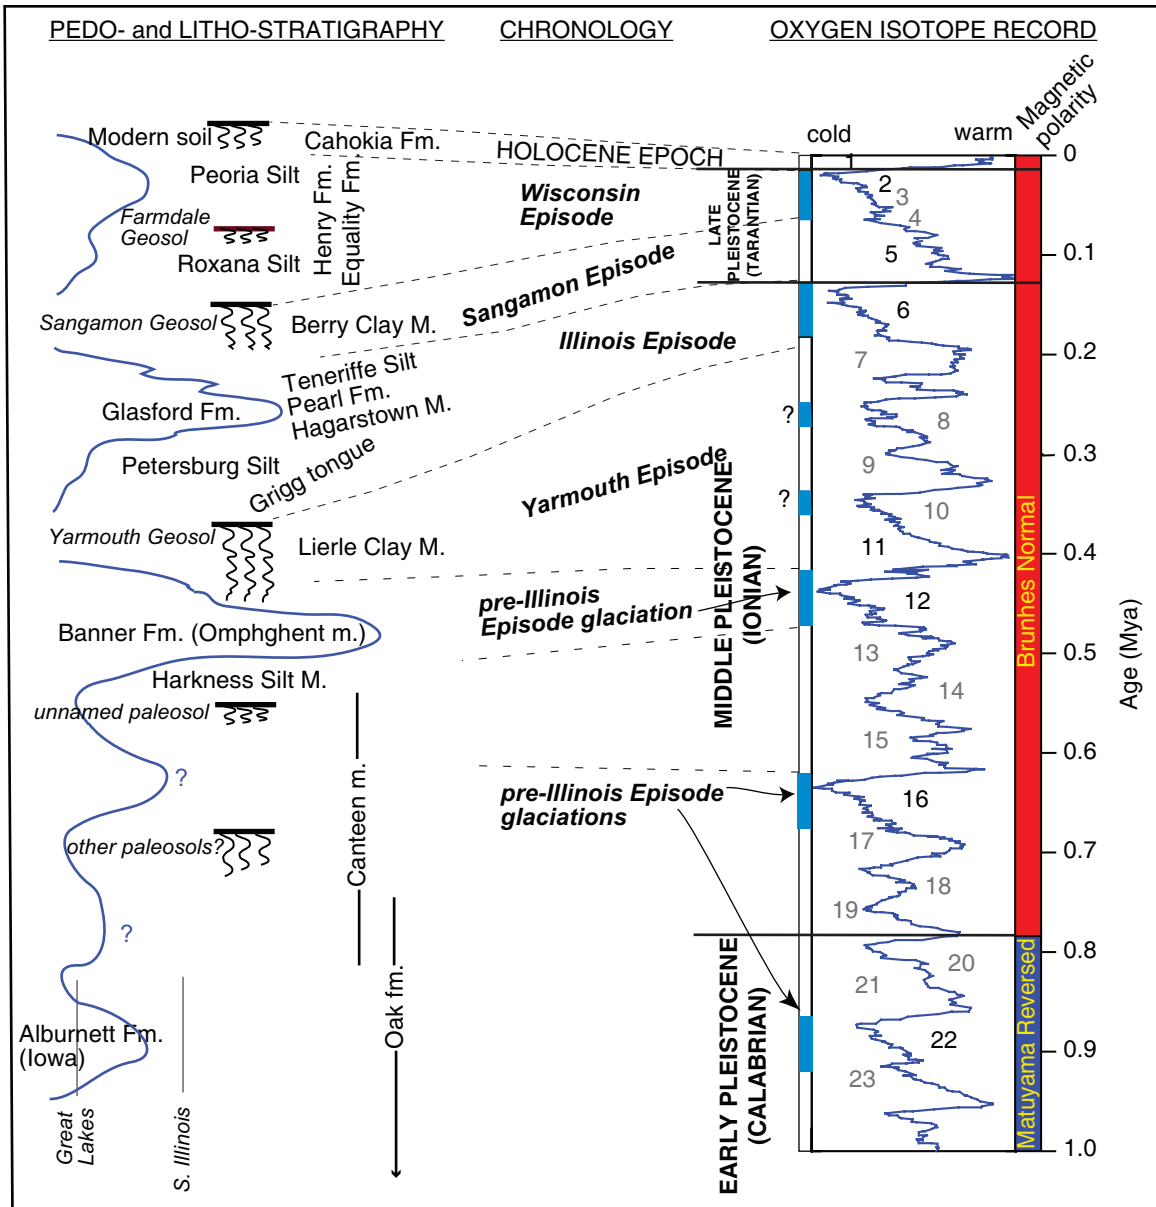 PEDO- and LITHO-STRATIGRAPHY
CHRONOLOGY
OXYGEN ISOTOPE RECORD
Magnetic
polarity
cold
warm
Modern soil
Cahokia Fm.
HOLOCENE EPOCH
Peoria Silt
Henry Fm.
Equality Fm.
Farmdale
Geosol
Roxana Silt
Wisconsin
Episode
LATE
PLEISTOCENE
(TARANTIAN)
Sangamon Geosol
Berry Clay M.
Sangamon Episode
Illinois Episode
Teneriffe Silt
Pearl Fm.
Hagarstown M.
Glasford Fm.
Petersburg Silt
Grigg tongue
Yarmouth Episode
Yarmouth Geosol
Lierle Clay M.
MIDDLE PLEISTOCENE
(IONIAN)
pre-Illinois
Episode glaciation
Banner Fm. (Omphghent m.)
Harkness Silt M.
unnamed paleosol
?
Canteen m.
pre-Illinois Episode
glaciations
other paleosols?
?
Oak fm.
EARLY PLEISTOCENE
(CALABRIAN)
Alburnett Fm.
(Iowa)
Great
Lakes
S. Illinois
?
?
1
2
3
4
5
6
7
8
9
10
11
12
13
14
15
16
17
18
19
20
21
22
23
Brunhes Normal
Matuyama Reversed
0
0.1
0.2
0.3
0.4
0.5
0.6
0.7
0.8
0.9
1.0
Age (Mya)